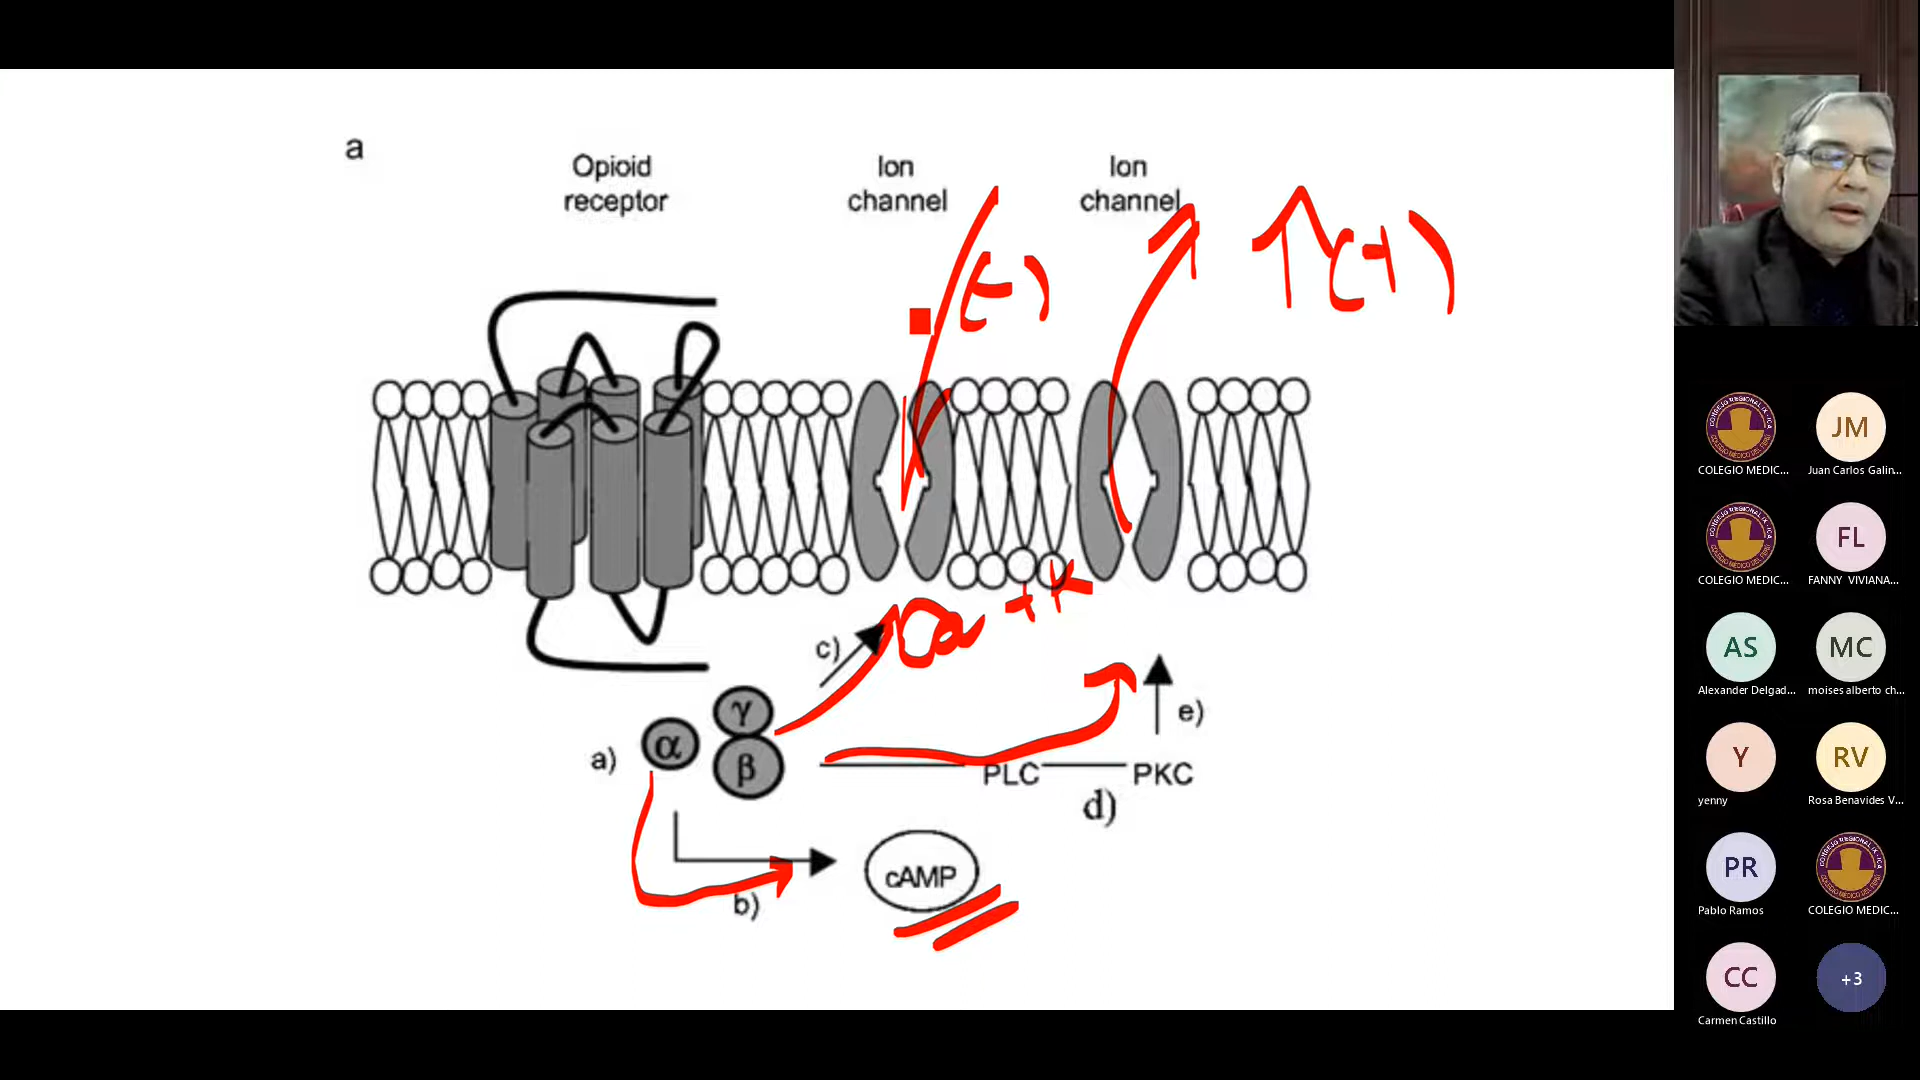 a
Opioid
receptor
Ion
channel
Ion
channel
(-)
↑(+)
c)
Ca++
γ
a)
α
β
e)
PLC
PKC
d)
cAMP
b)
COLEGIO MEDIC...
JM
Juan Carlos Galin...
COLEGIO MEDIC...
FL
FANNY VIVIANA...
AS
Alexander Delgad...
MC
moises alberto ch...
Y
yenny
RV
Rosa Benavides V...
PR
Pablo Ramos
COLEGIO MEDIC...
CC
Carmen Castillo
+3